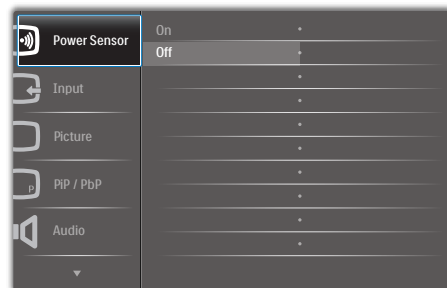 Power Sensor
On
Off
Input
Picture
P
PiP / PbP
Audio